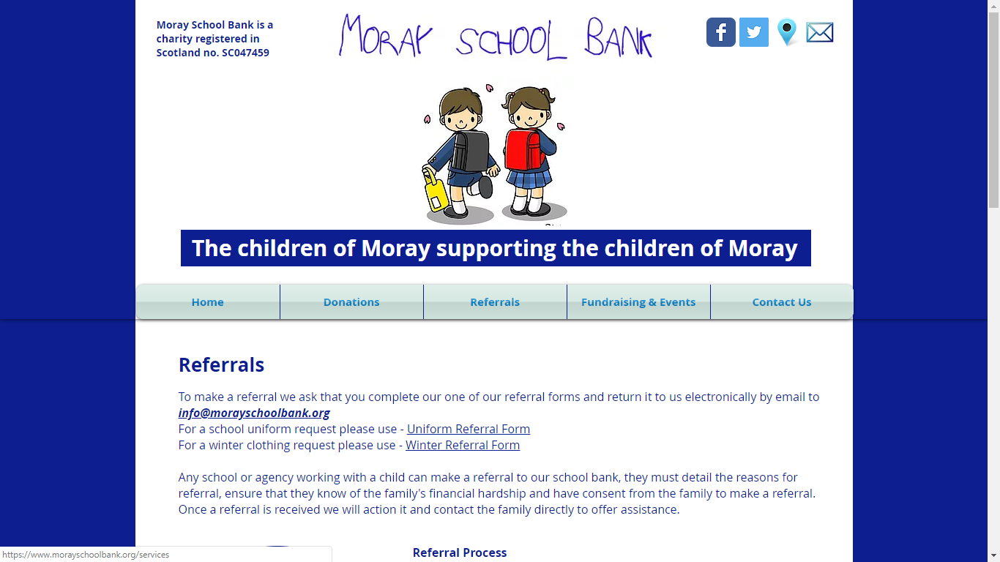 Moray School Bank is a
charity registered in
Scotland no. SC047459
MORAY SCHOOL BANK
The children of Moray supporting the children of Moray
Home
Donations
Referrals
Fundraising & Events
Contact Us
Referrals
To make a referral we ask that you complete our one of our referral forms and return it to us electronically by email to
info@morayschoolbank.org
For a school uniform request please use - Uniform Referral Form
For a winter clothing request please use - Winter Referral Form
Any school or agency working with a child can make a referral to our school bank, they must detail the reasons for
referral, ensure that they know of the family's financial hardship and have consent from the family to make a referral.
Once a referral is received we will action it and contact the family directly to offer assistance.
Referral Process
https://www.morayschoolbank.org/services